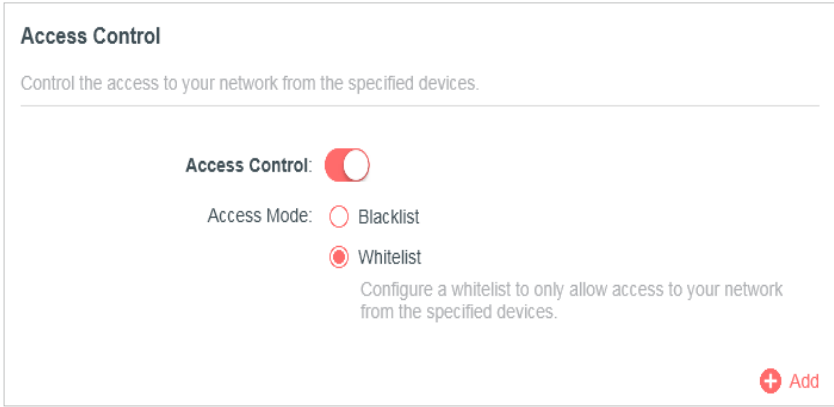 Access Control
Control the access to your network from the specified devices.
Access Control:
Access Mode: Blacklist
Whitelist
Configure a whitelist to only allow access to your network
from the specified devices.
Add